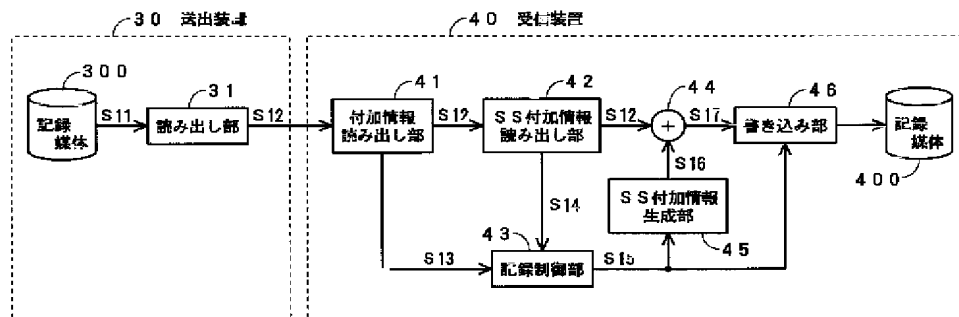 30 送出装置
40 受信装置
300
記録
媒体
S11
31
読み出し部
S12
41
付加情報
読み出し部
S12
42
SS付加情報
読み出し部
S12
44
+
S17
46
書き込み部
記録
媒体
400
S16
S14
SS付加情報
生成部
45
43
S13
記録制御部
S15